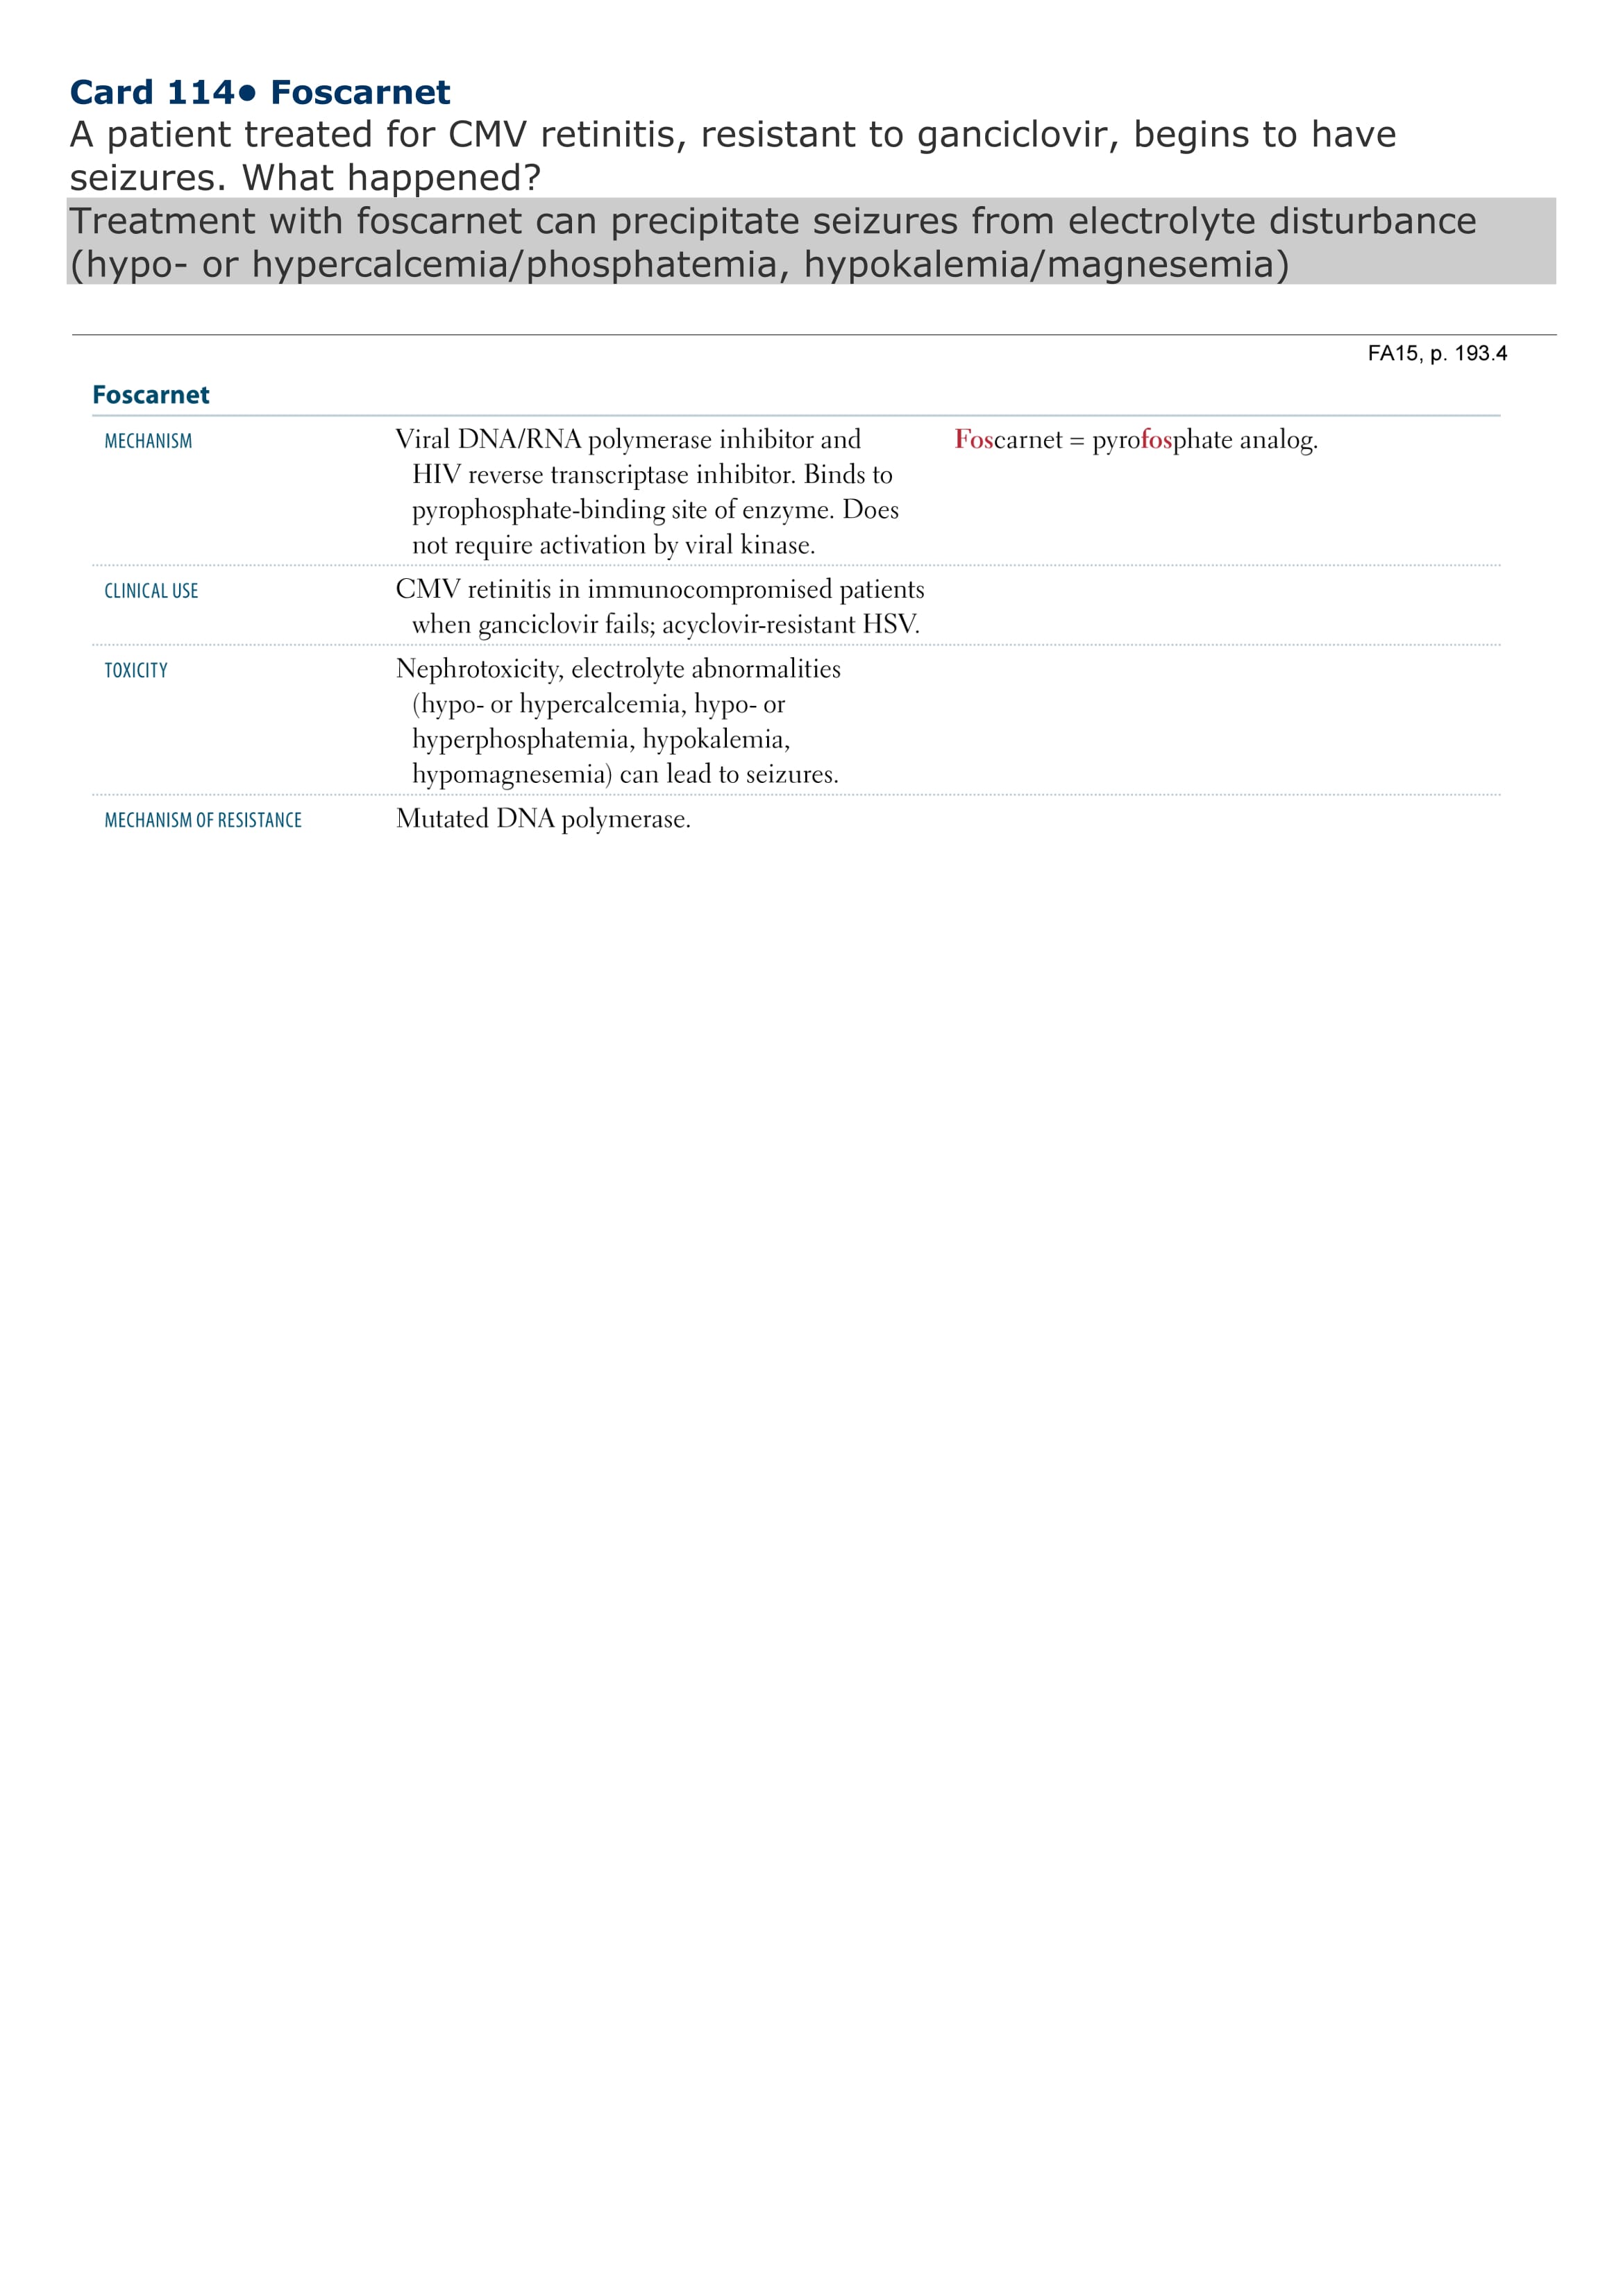 Card 114● Foscarnet
A patient treated for CMV retinitis, resistant to ganciclovir, begins to have
seizures. What happened?
Treatment with foscarnet can precipitate seizures from electrolyte disturbance
(hypo- or hypercalcemia/phosphatemia, hypokalemia/magnesemia)
FA15, p. 193.4
Foscarnet
MECHANISM
Viral DNA/RNA polymerase inhibitor and
HIV reverse transcriptase inhibitor. Binds to
pyrophosphate-binding site of enzyme. Does
not require activation by viral kinase.
Foscarnet = pyrofosphate analog.
CLINICAL USE
CMV retinitis in immunocompromised patients
when ganciclovir fails; acyclovir-resistant HSV.
TOXICITY
Nephrotoxicity, electrolyte abnormalities
(hypo- or hypercalcemia, hypo- or
hyperphosphatemia, hypokalemia,
hypomagnesemia) can lead to seizures.
MECHANISM OF RESISTANCE
Mutated DNA polymerase.